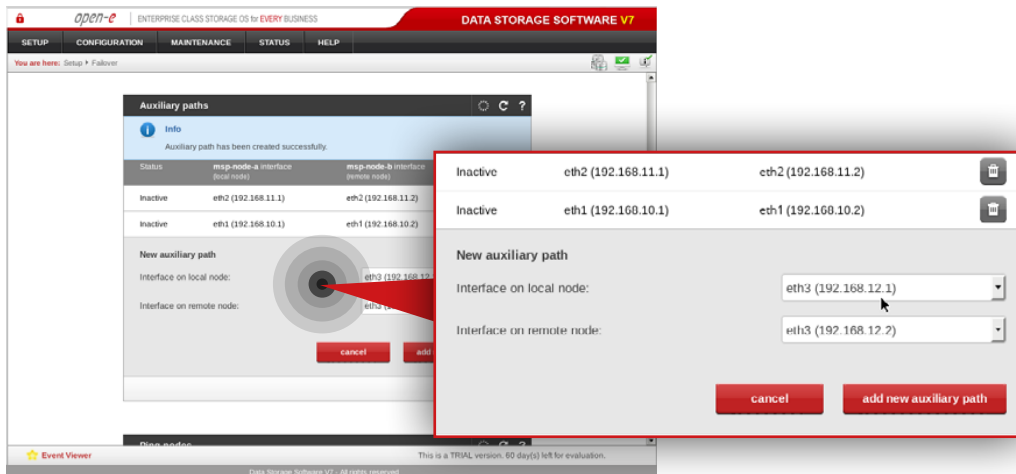 open-e ENTERPRISE CLASS STORAGE OS for EVERY BUSINESS DATA STORAGE SOFTWARE V7
SETUP CONFIGURATION MAINTENANCE STATUS HELP
You are here: Setup Failover
Auxiliary paths ?
Info
Auxiliary path has been created successfully.
Status msp-node-a interface msp-node-b interface
(local node) (remote node)
Inactive eth2 (192.168.11.1) eth2 (192.168.11.2)
Inactive eth1 (192.168.10.1) eth1 (192.168.10.2)
New auxiliary path
Interface on local node: eth3 (192.168.12
Interface on remote node:
cancel add
Inactive eth2 (192.168.11.1) eth2 (192.168.11.2)
Inactive eth1 (192.168.10.1) eth1 (192.168.10.2)
New auxiliary path
Interface on local node: eth3 (192.168.12.1)
Interface on remote node: eth3 (192.168.12.2)
cancel add new auxiliary path
Ping nodes ?
Event Viewer This is a TRIAL version. 60 day(s) left for evaluation.
Data Storage Software V7 - All rights reserved